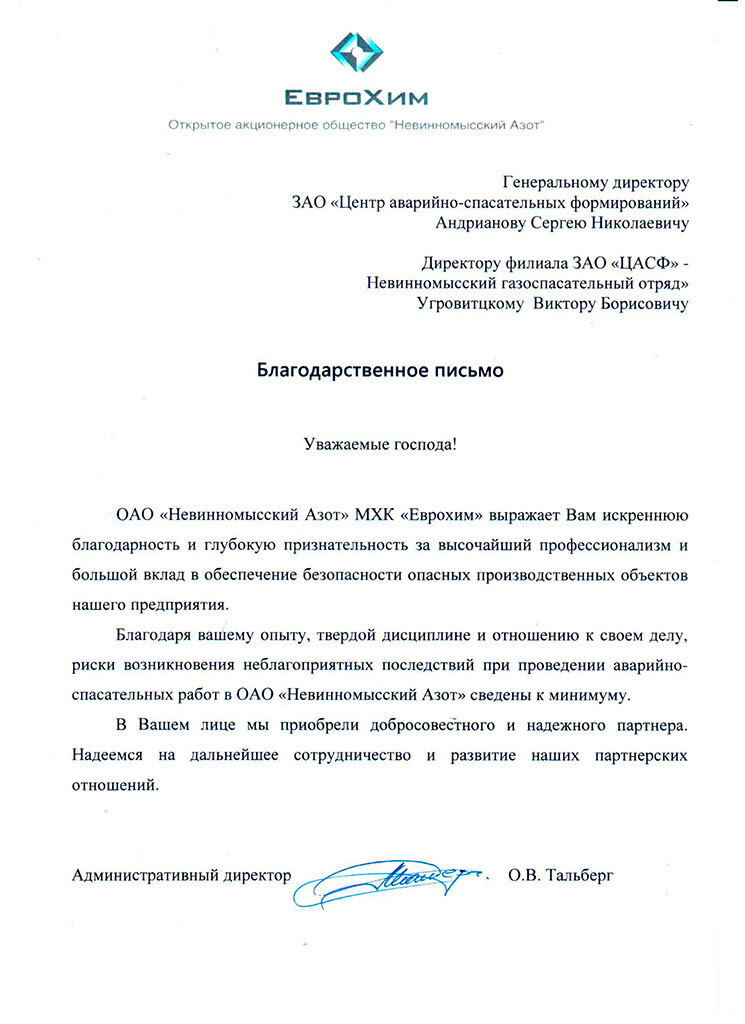 ЕвроХим
Открытое акционерное общество "Невинномысский Азот"
Генеральному директору
ЗАО «Центр аварийно-спасательных формирований»
Андрианову Сергею Николаевичу
Директору филиала ЗАО «ЦАСФ» -
Невинномысский газоспасательный отряд»
Угровитцкому Виктору Борисовичу
Благодарственное письмо
Уважаемые господа!
ОАО «Невинномысский Азот» МХК «Еврохим» выражает Вам искреннюю
благодарность и глубокую признательность за высочайший профессионализм и
большой вклад в обеспечение безопасности опасных производственных объектов
нашего предприятия.
Благодаря вашему опыту, твердой дисциплине и отношению к своем делу,
риски возникновения неблагоприятных последствий при проведении аварийно-
спасательных работ в ОАО «Невинномысский Азот» сведены к минимуму.
В Вашем лице мы приобрели добросовестного и надежного партнера.
Надеемся на дальнейшее сотрудничество и развитие наших партнерских
отношений.
Административный директор О.В. Тальберг